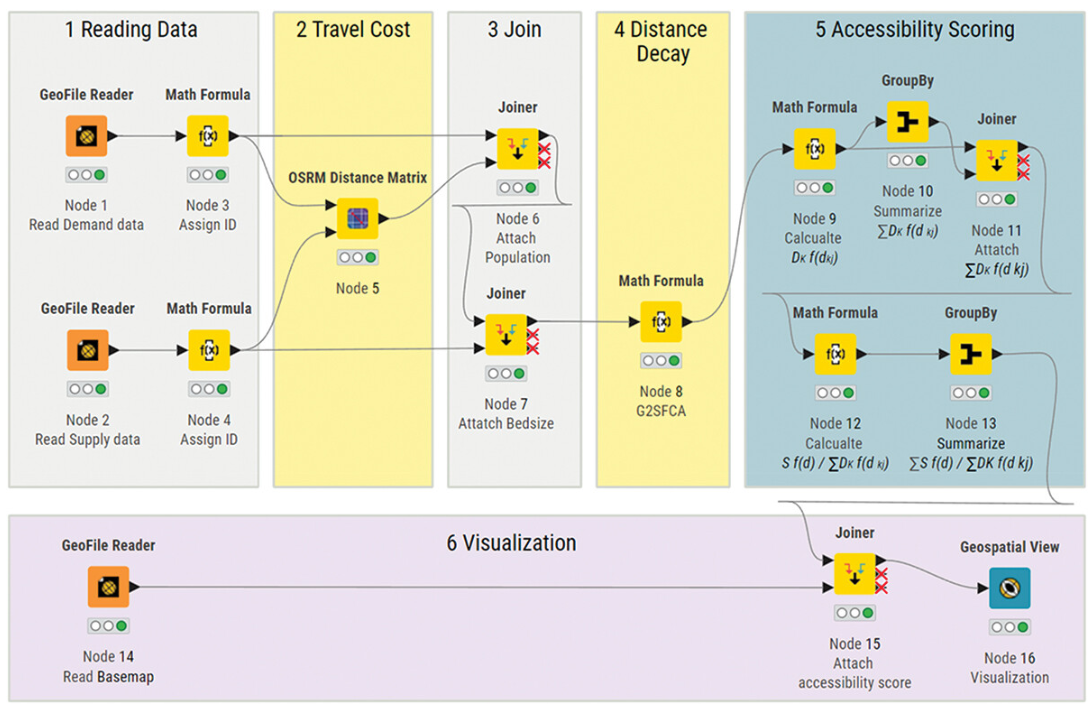 1 Reading Data
GeoFile Reader
Node 1
Read Demand data
Math Formula
f(x)
Node 3
Assign ID
GeoFile Reader
Node 2
Read Supply data
Math Formula
f(x)
Node 4
Assign ID
2 Travel Cost
OSRM Distance Matrix
Node 5
3 Join
Joiner
Node 6
Attach
Population
Joiner
Node 7
Attatch Bedsize
4 Distance
Decay
Math Formula
f(x)
Node 8
G2SFCA
5 Accessibility Scoring
Math Formula
f(x)
Node 9
Calcualte
Dĸ f(dkj)
GroupBy
Node 10
Summarize
∑Dĸ f(d kj)
Joiner
Node 11
Attatch
∑Dĸ f(d kj)
Math Formula
f(x)
Node 12
Calcualte
S f(d) / ∑Dĸ f(d kj)
GroupBy
Node 13
Summarize
∑S f(d) / ∑DK f(d kj)
6 Visualization
GeoFile Reader
Node 14
Read Basemap
Joiner
Node 15
Attach
accessibility score
Geospatial View
Node 16
Visualization